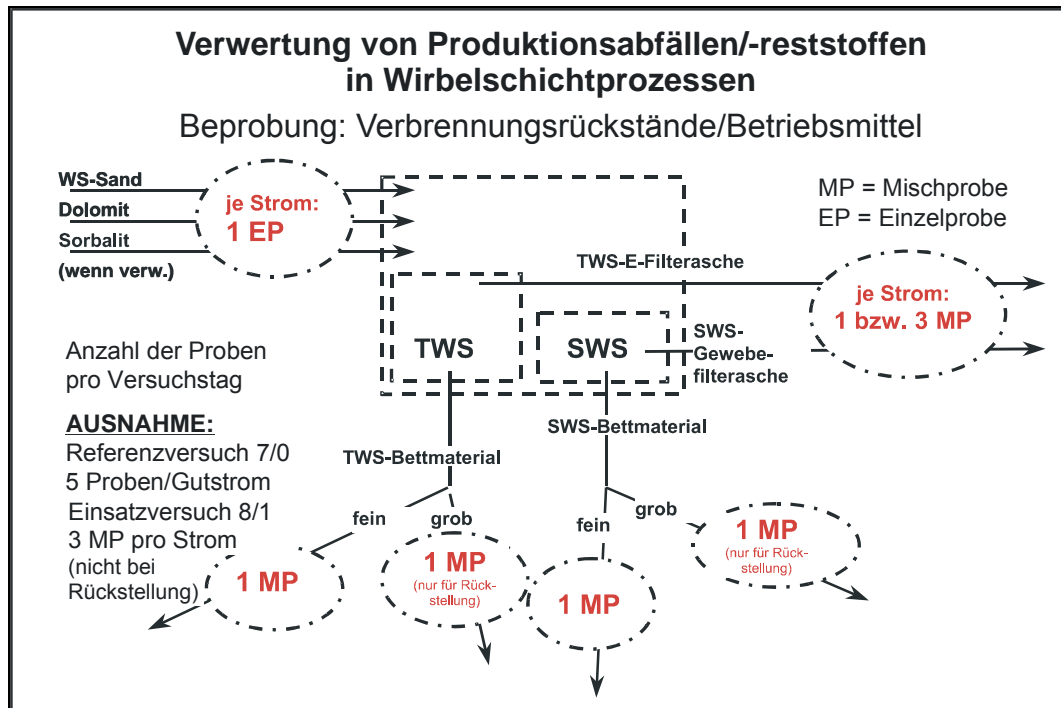 Verwertung von Produktionsabfällen/-reststoffen
in Wirbelschichtprozessen
Beprobung: Verbrennungsrückstände/Betriebsmittel
WS-Sand
Dolomit
Sorbalit
(wenn verw.)
je Strom:
1 EP
MP = Mischprobe
EP = Einzelprobe
TWS-E-Filterasche
je Strom:
1 bzw. 3 MP
TWS
SWS
SWS-
Gewebe-
filterasche
Anzahl der Proben
pro Versuchstag
AUSNAHME:
Referenzversuch 7/0
5 Proben/Gutstrom
Einsatzversuch 8/1
3 MP pro Strom
(nicht bei
Rückstellung)
TWS-Bettmaterial
fein
grob
1 MP
1 MP
(nur für Rück-
stellung)
SWS-Bettmaterial
fein
grob
1 MP
1 MP
(nur für Rück-
stellung)